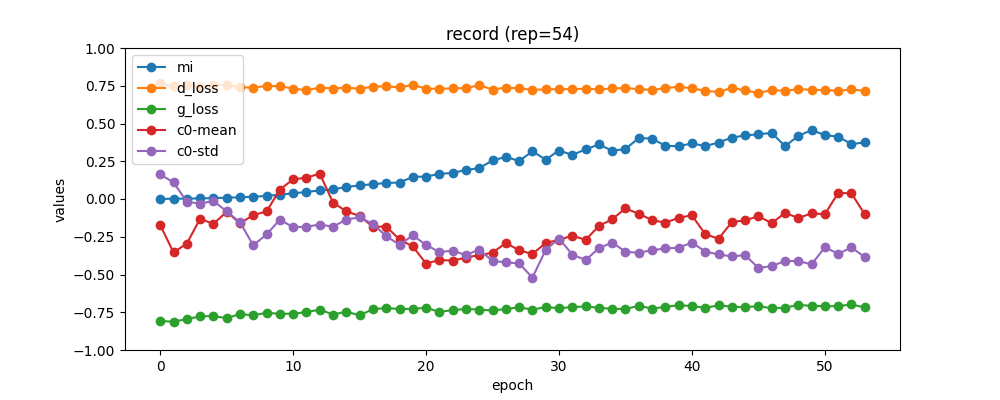 record (rep=54)
1.00
0.75
0.50
0.25
0.00
−0.25
−0.50
−0.75
−1.00
values
mi
d_loss
g_loss
c0-mean
c0-std
0
10
20
30
40
50
epoch